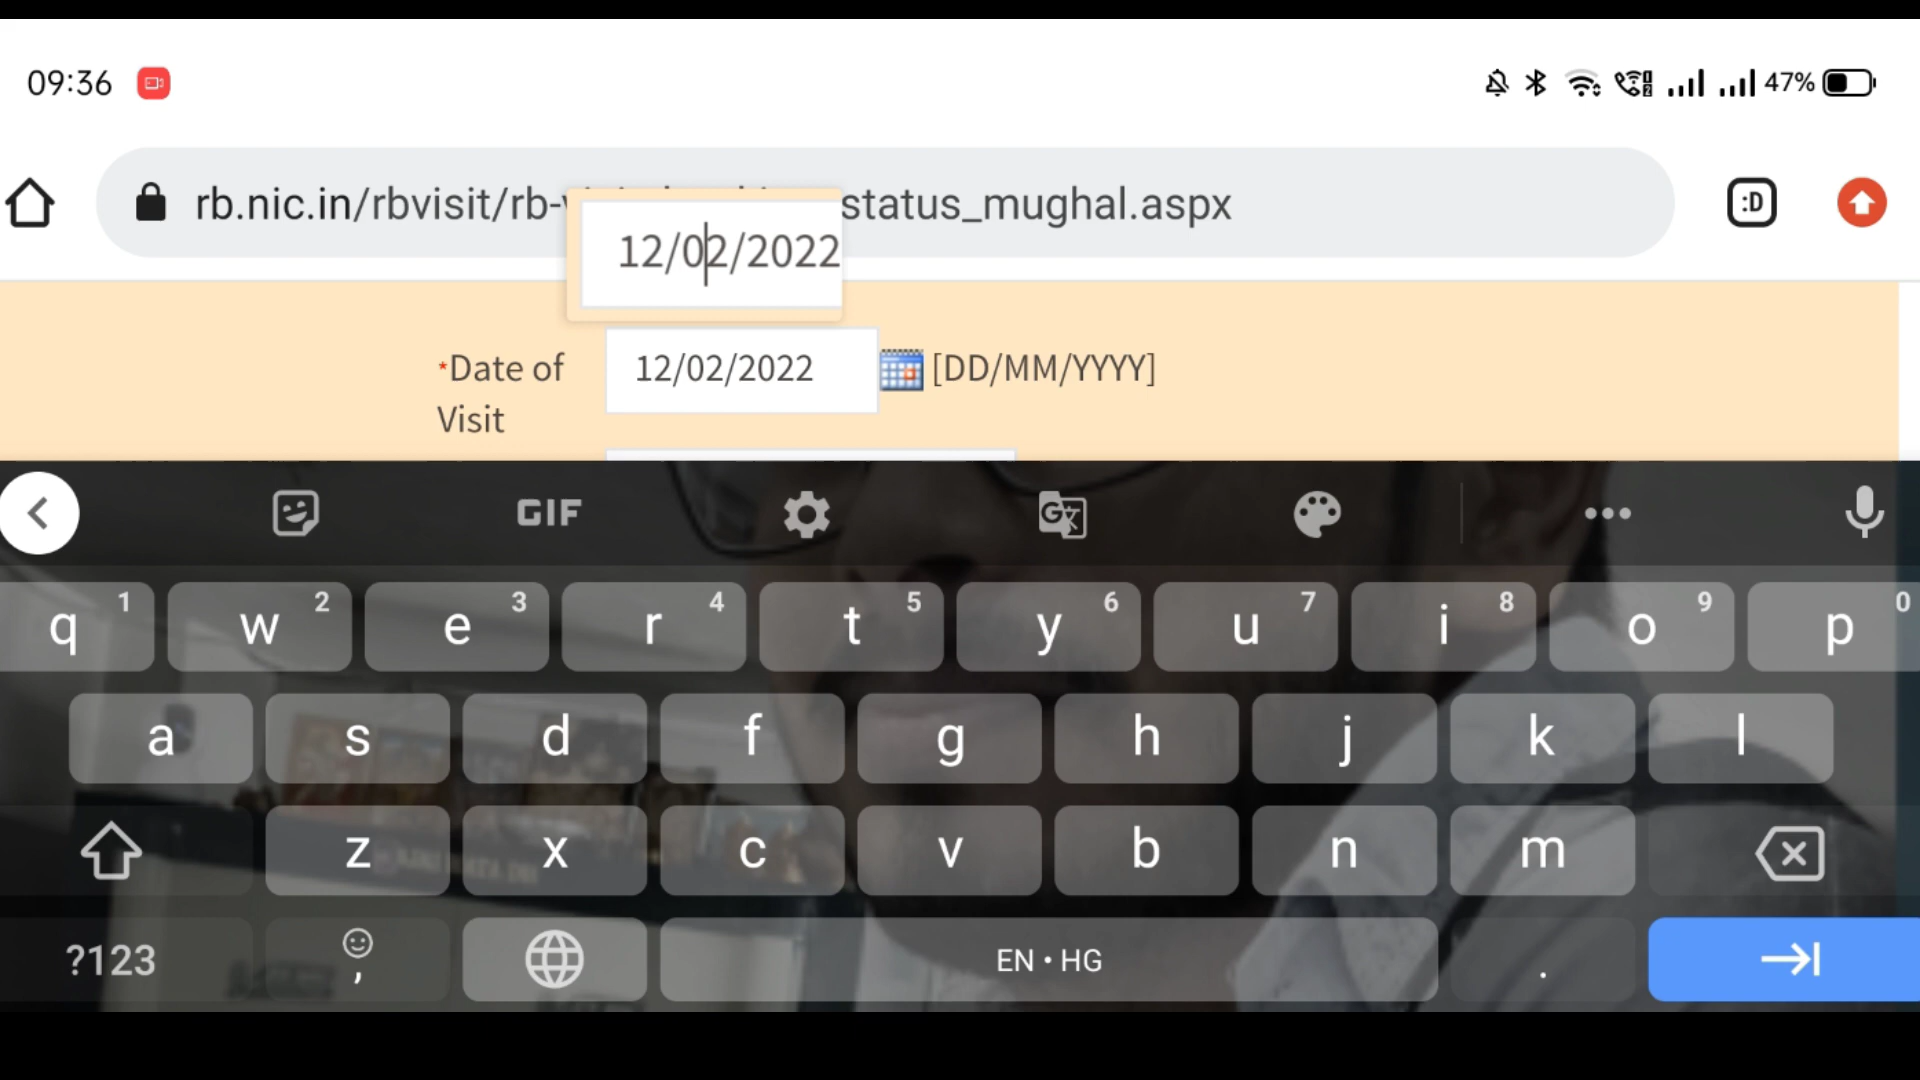 09:36 47%
rb.nic.in/rbvisit/rb- status_mughal.aspx :D
12/02/2022
*Date of 12/02/2022 [DD/MM/YYYY]
Visit
GIF G
q 1 w 2 e 3 r 4 t 5 y 6 u 7 i 8 o 9 p 0
a s d f g h j k l
z x c v b n m
?123 , EN • HG .